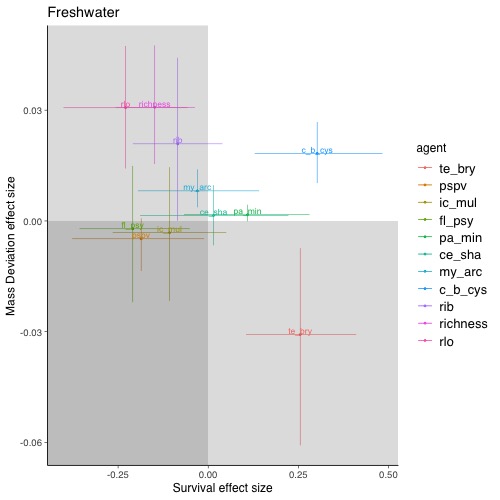 Freshwater
rlo richness
rib
c_b_cys
my_arc
ce_sha pa_min
fl_psv
pspv ic_mul
te_bry
0.03
0.00
-0.03
-0.06
Mass Deviation effect size
-0.25 0.00 0.25 0.50
Survival effect size
agent
te_bry
pspv
ic_mul
fl_psy
pa_min
ce_sha
my_arc
c_b_cys
rib
richness
rlo